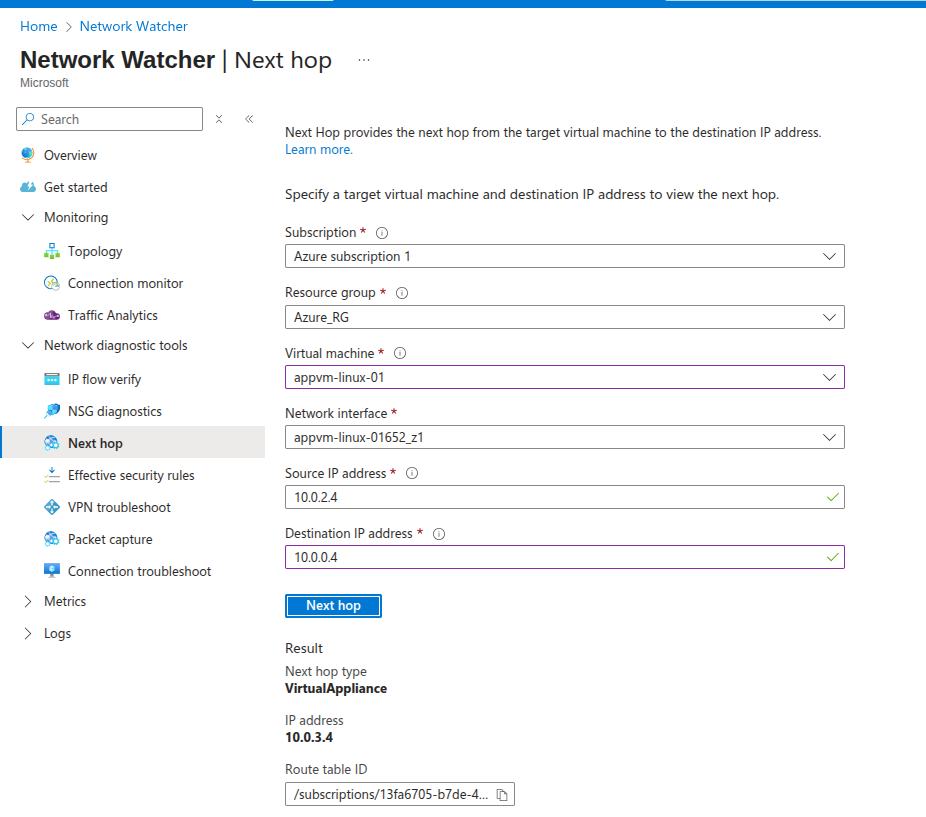 Home > Network Watcher
Network Watcher | Next hop ...
Microsoft
Search
Overview
Get started
Monitoring
Topology
Connection monitor
Traffic Analytics
Network diagnostic tools
IP flow verify
NSG diagnostics
Next hop
Effective security rules
VPN troubleshoot
Packet capture
Connection troubleshoot
Metrics
Logs
Next Hop provides the next hop from the target virtual machine to the destination IP address.
Learn more.
Specify a target virtual machine and destination IP address to view the next hop.
Subscription *
Azure subscription 1
Resource group *
Azure_RG
Virtual machine *
appvm-linux-01
Network interface *
appvm-linux-01652_z1
Source IP address *
10.0.2.4
Destination IP address *
10.0.0.4
Next hop
Result
Next hop type
VirtualAppliance
IP address
10.0.3.4
Route table ID
/subscriptions/13fa6705-b7de-4...